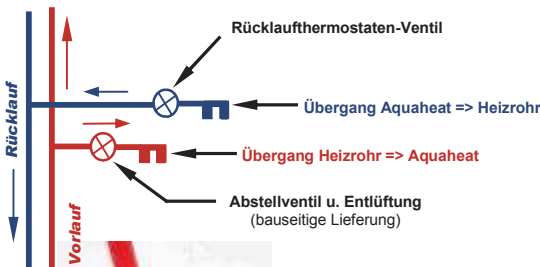 Rücklaufthermostaten-Ventil
Rücklauf
Übergang Aquaheat => Heizrohr
Übergang Heizrohr => Aquaheat
Abstellventil u. Entlüftung
(bauseitige Lieferung)
Vorlauf